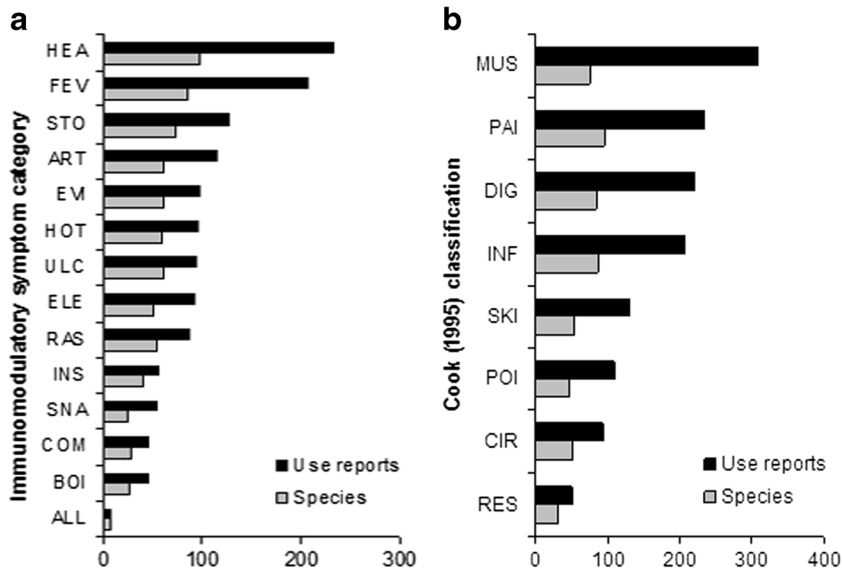 a
Immunomodulatory symptom category
HEA
FEV
STO
ART
EVI
HOT
ULC
ELE
RAS
INS
SNA
COM
BOI
ALL
Use reports
Species
0 100 200 300
b
Cook (1995) classification
MUS
PAI
DIG
INF
SKI
POI
CIR
RES
Use reports
Species
0 100 200 300 400